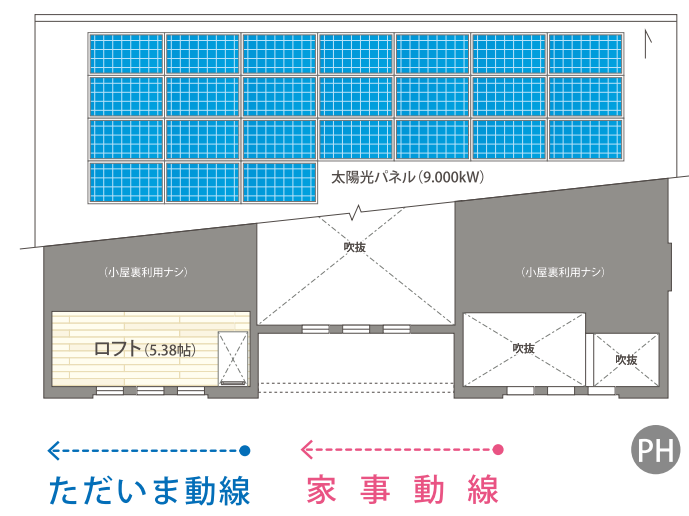 太陽光パネル（9.000kW）
吹抜
（小屋裏利用ナシ）
（小屋裏利用ナシ）
ロフト（5.38帖）
吹抜
吹抜
ただいま動線
家事動線
PH